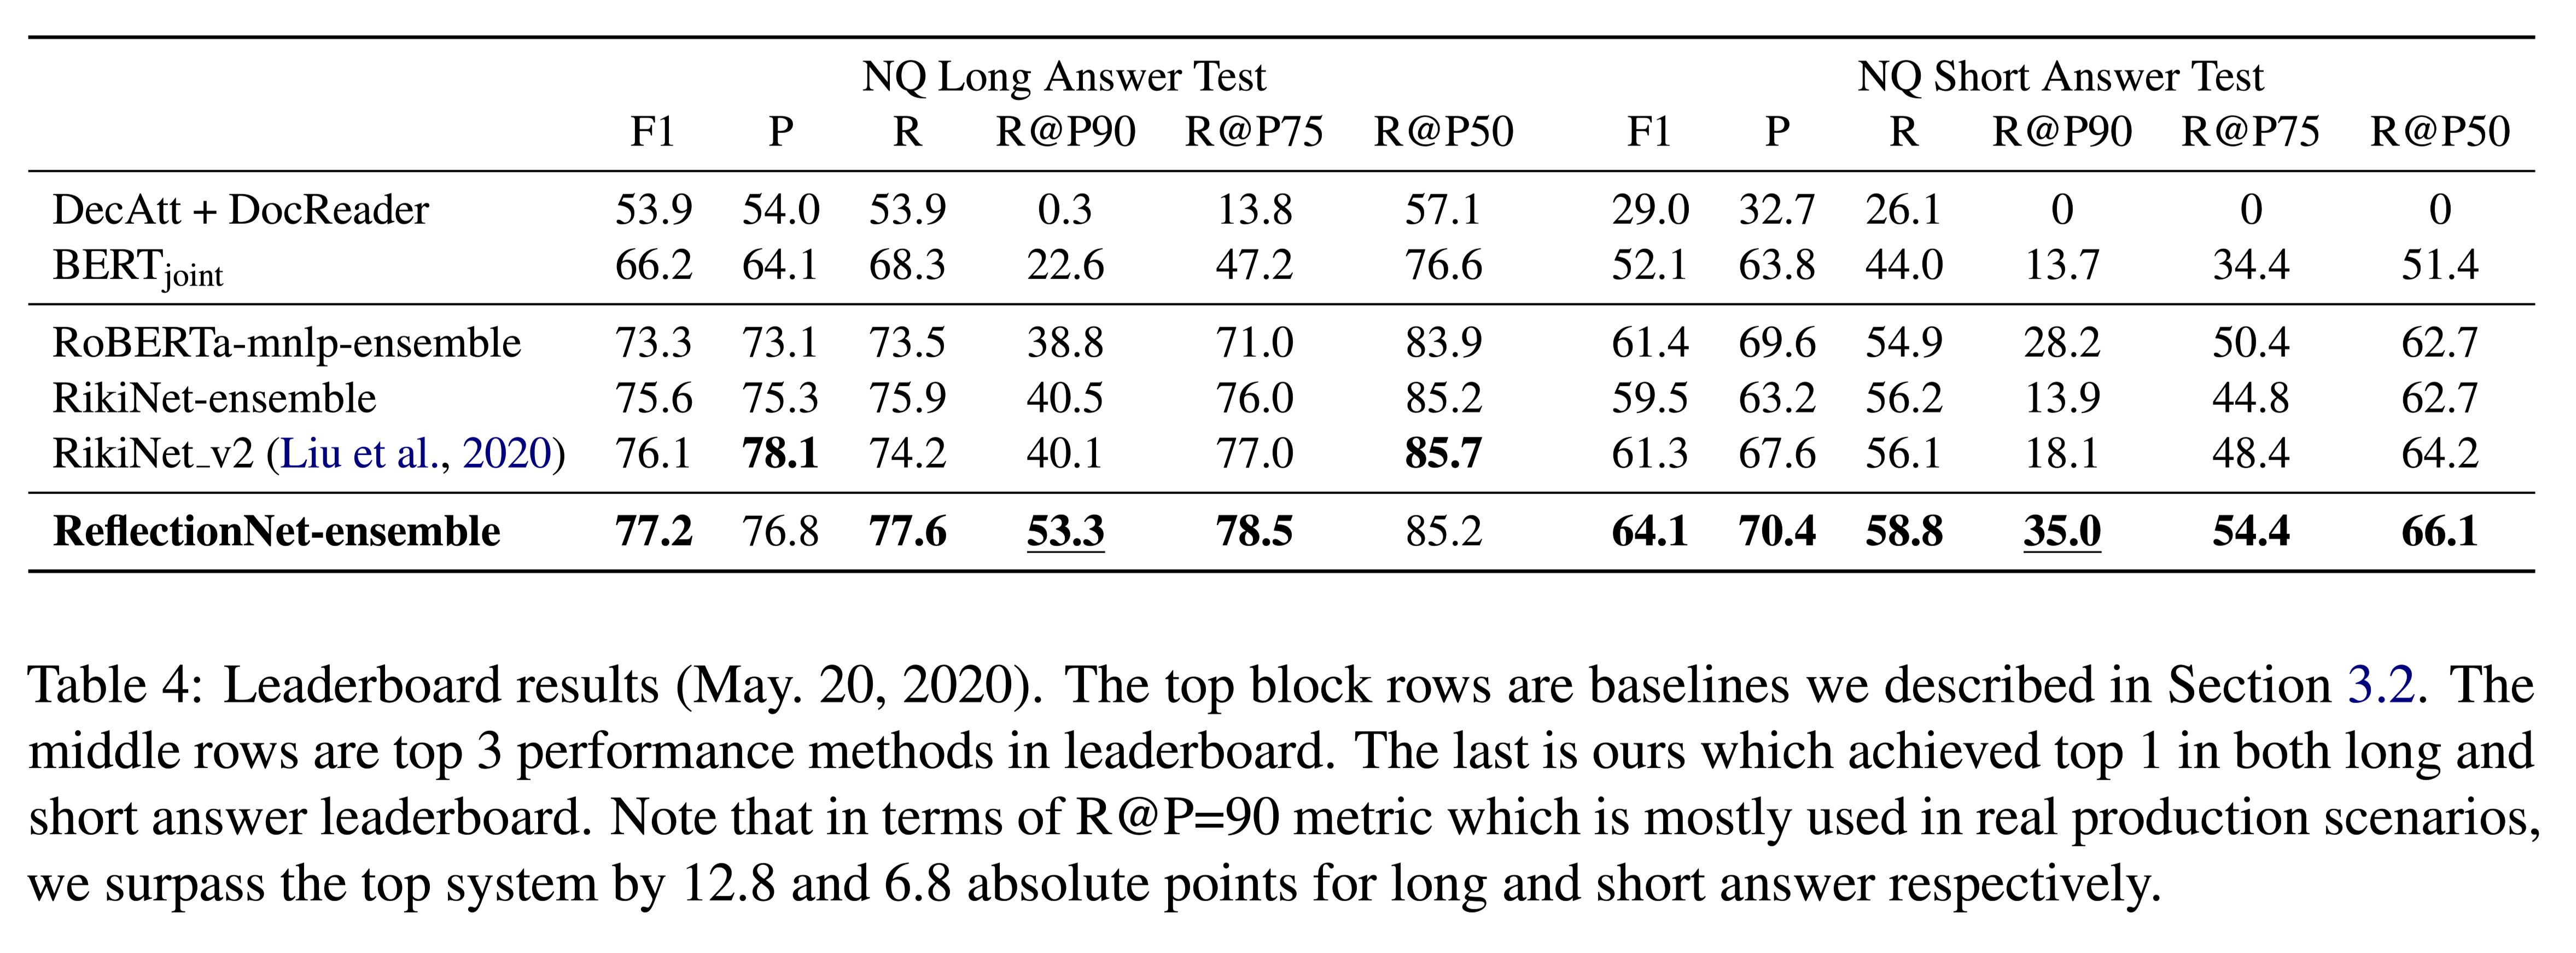 NQ Long Answer Test NQ Short Answer Test
F1 P R R@P90 R@P75 R@P50 F1 P R R@P90 R@P75 R@P50
DecAtt + DocReader 53.9 54.0 53.9 0.3 13.8 57.1 29.0 32.7 26.1 0 0 0
BERTjoint 66.2 64.1 68.3 22.6 47.2 76.6 52.1 63.8 44.0 13.7 34.4 51.4
RoBERTa-mnlp-ensemble 73.3 73.1 73.5 38.8 71.0 83.9 61.4 69.6 54.9 28.2 50.4 62.7
RikiNet-ensemble 75.6 75.3 75.9 40.5 76.0 85.2 59.5 63.2 56.2 13.9 44.8 62.7
RikiNet_v2 (Liu et al., 2020) 76.1 78.1 74.2 40.1 77.0 85.7 61.3 67.6 56.1 18.1 48.4 64.2
ReflectionNet-ensemble 77.2 76.8 77.6 53.3 78.5 85.2 64.1 70.4 58.8 35.0 54.4 66.1
Table 4: Leaderboard results (May. 20, 2020). The top block rows are baselines we described in Section 3.2. The
middle rows are top 3 performance methods in leaderboard. The last is ours which achieved top 1 in both long and
short answer leaderboard. Note that in terms of R@P=90 metric which is mostly used in real production scenarios,
we surpass the top system by 12.8 and 6.8 absolute points for long and short answer respectively.